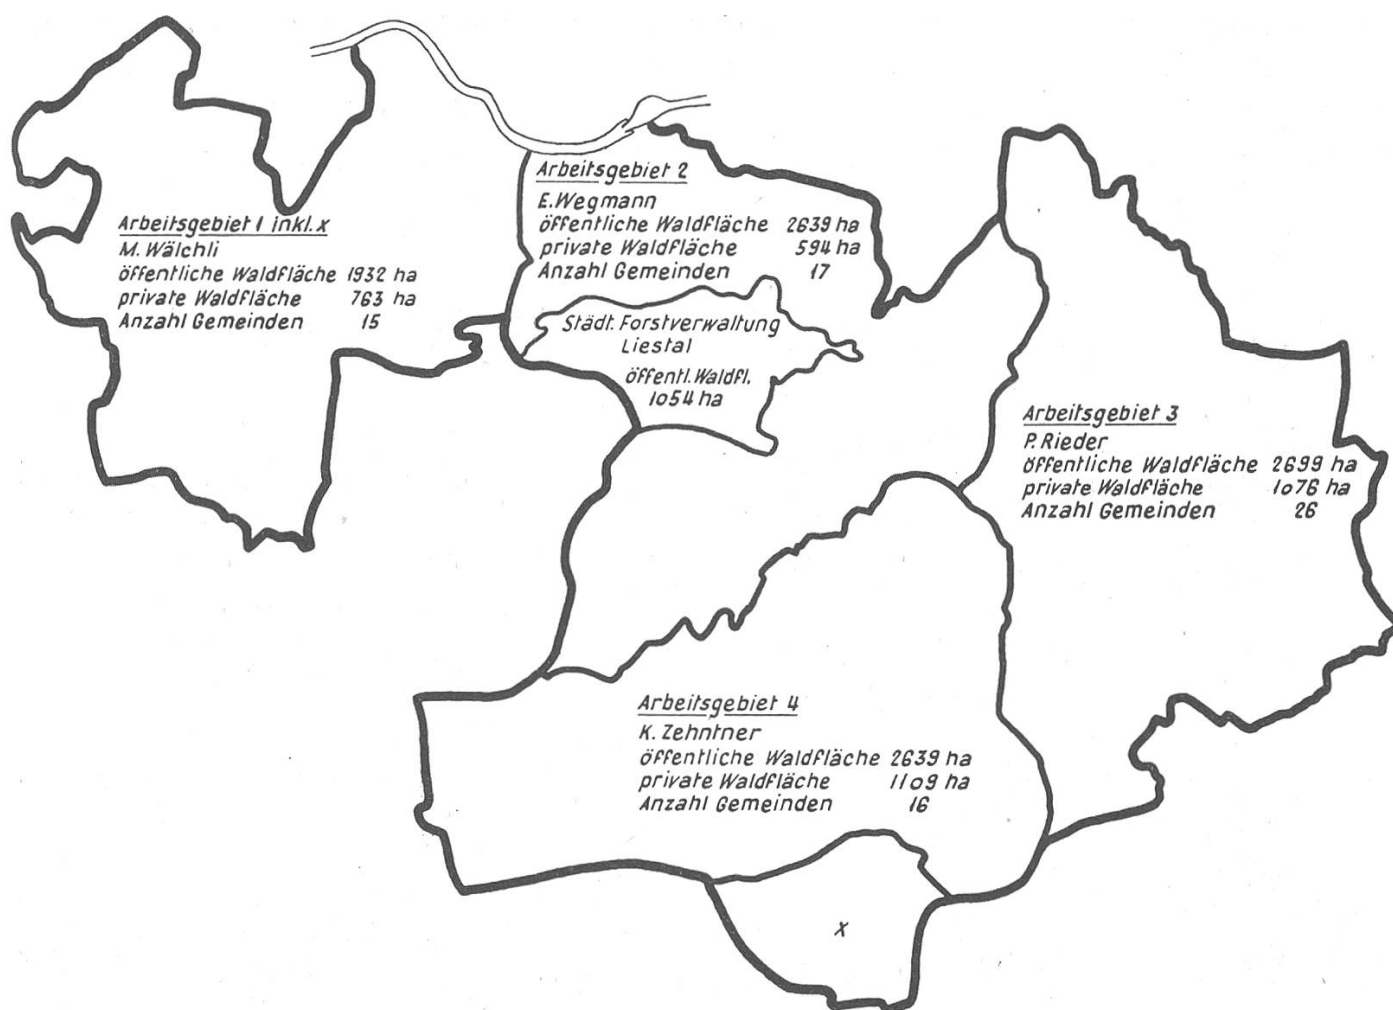 Arbeitsgebiet 1 inkl. x
M. Wälchli
öffentliche Waldfläche 1932 ha
private Waldfläche 763 ha
Anzahl Gemeinden 15
Arbeitsgebiet 2
E. Wegmann
öffentliche Waldfläche 2639 ha
private Waldfläche 594 ha
Anzahl Gemeinden 17
Städt. Forstverwaltung
Liestal
öffentl. Waldfl.
1054 ha
Arbeitsgebiet 3
P. Rieder
öffentliche Waldfläche 2699 ha
private Waldfläche 1076 ha
Anzahl Gemeinden 26
Arbeitsgebiet 4
K. Zehntner
öffentliche Waldfläche 2639 ha
private Waldfläche 1109 ha
Anzahl Gemeinden 16
x